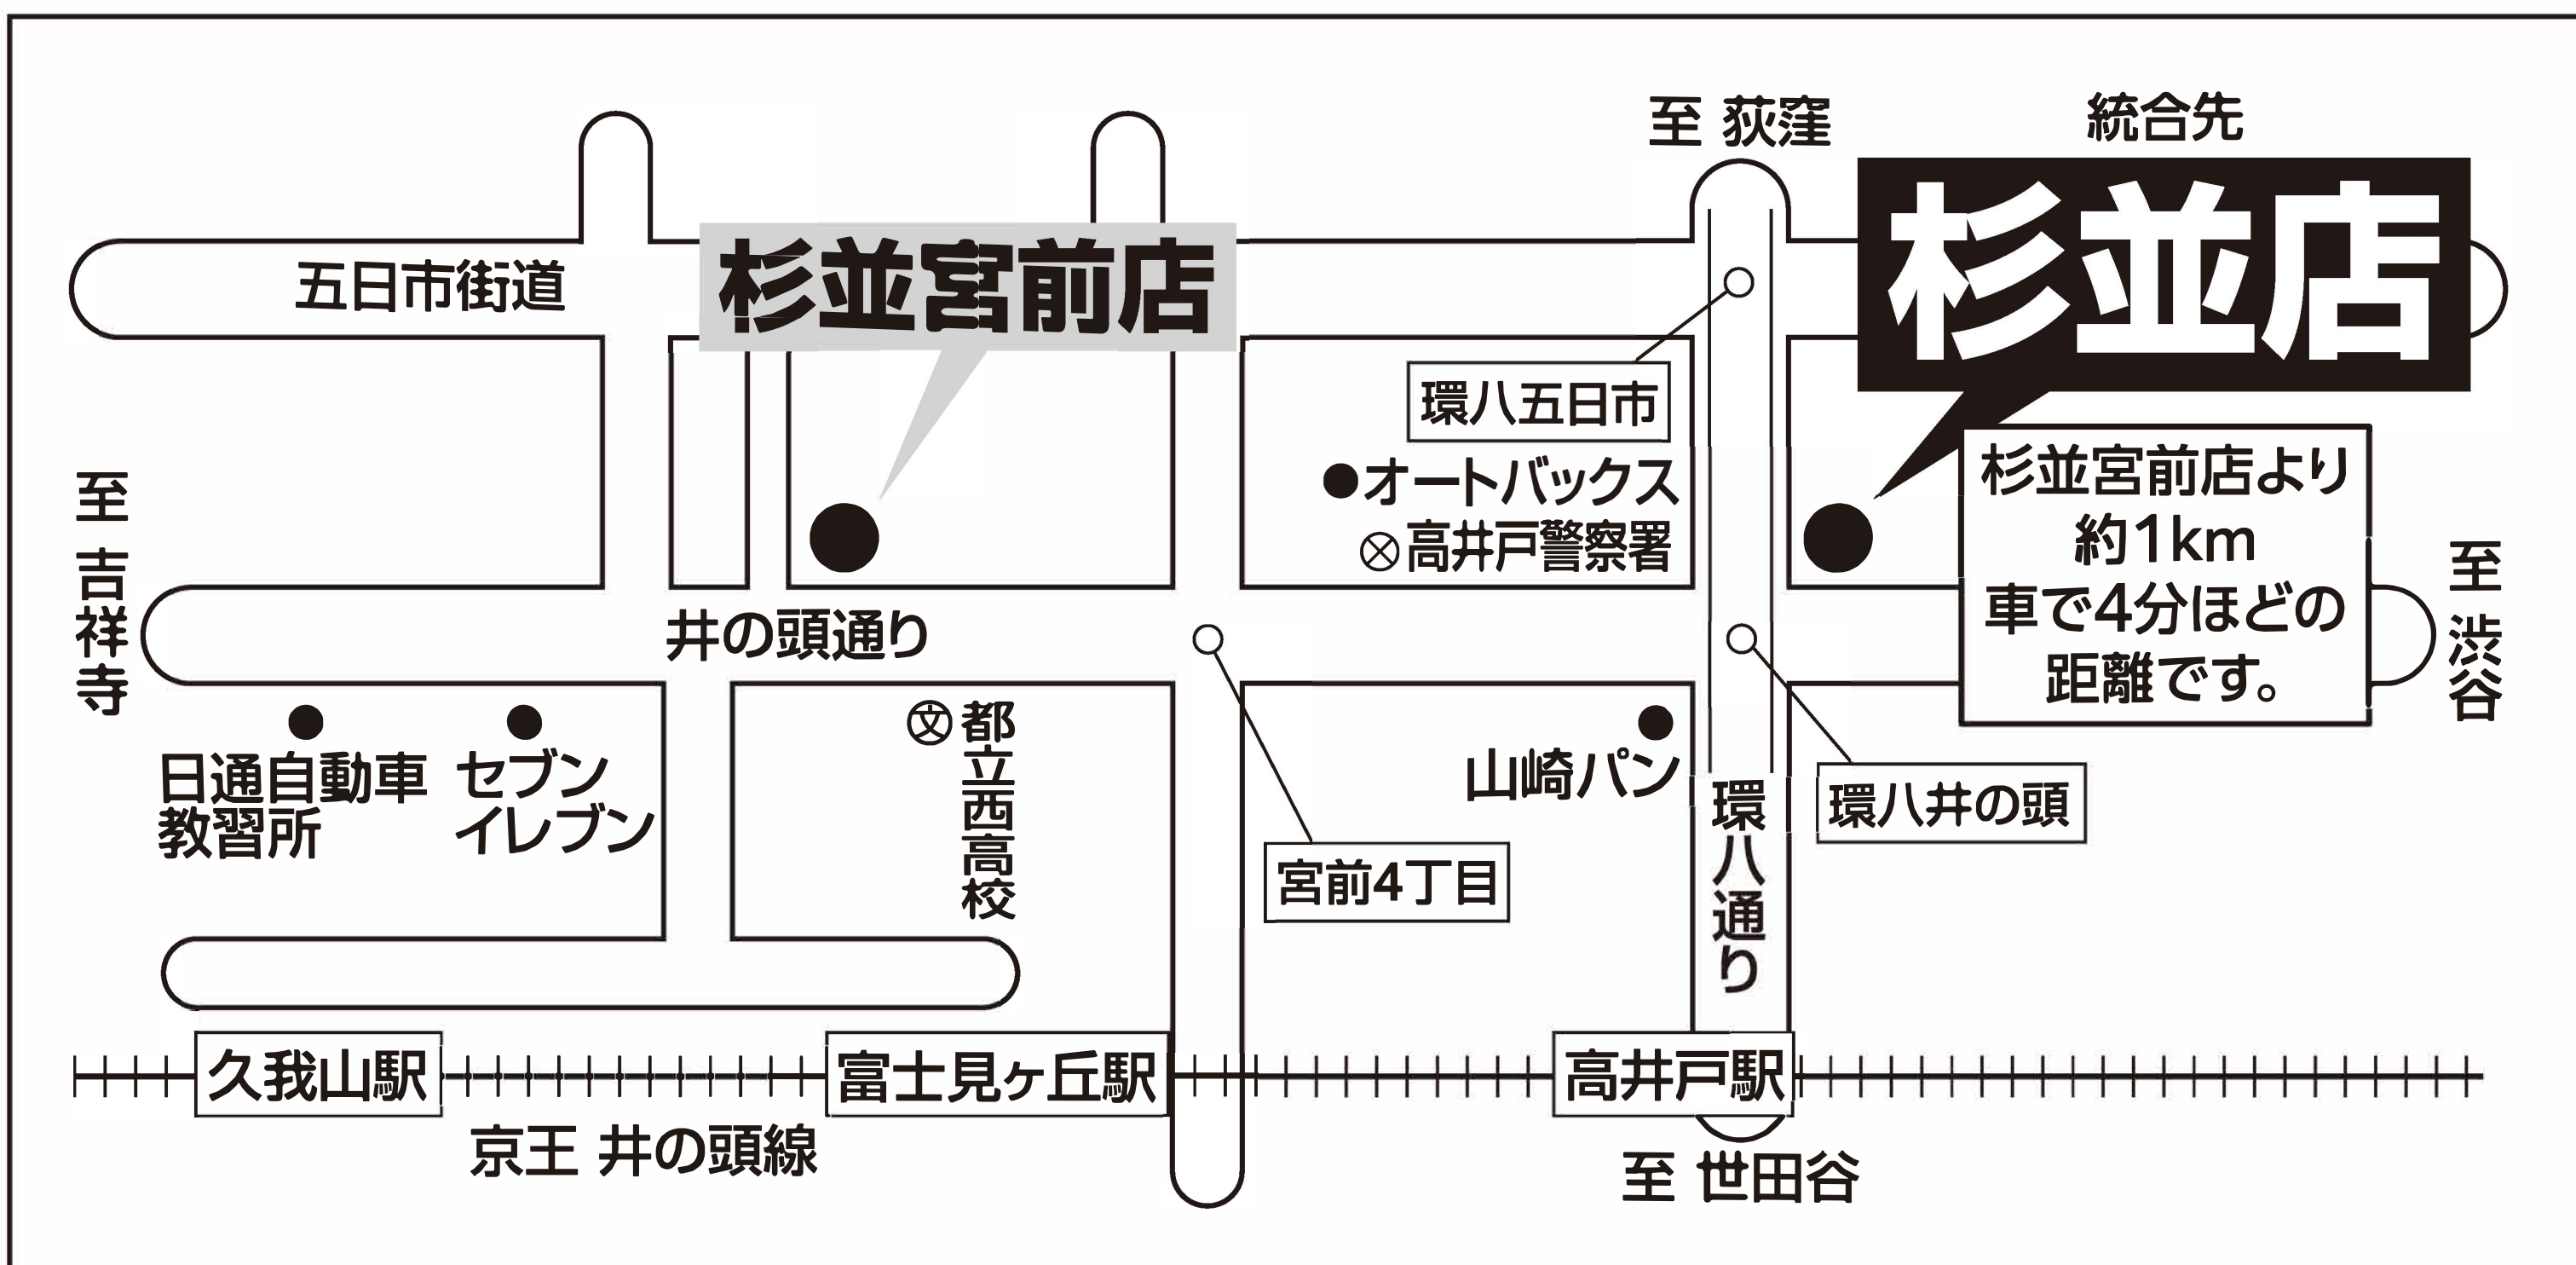 至 荻窪
統合先
杉並店
五日市街道
杉並宮前店
環八五日市
オートバックス
高井戸警察署
杉並宮前店より
約1km
車で4分ほどの
距離です。
至 吉祥寺
至 渋谷
井の頭通り
日通自動車
教習所
セブン
イレブン
文
都立西高校
山崎パン
環八井の頭
宮前4丁目
環八通り
久我山駅
富士見ヶ丘駅
高井戸駅
京王 井の頭線
至 世田谷